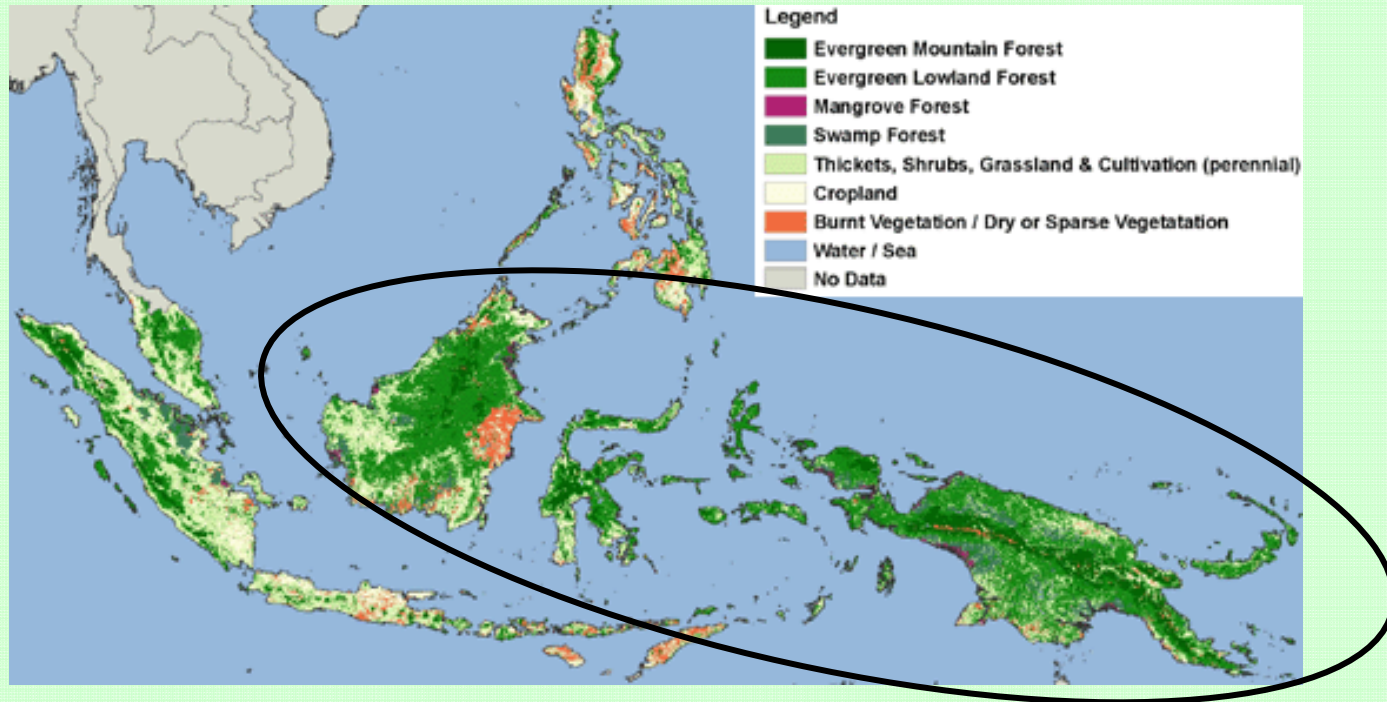 Legend
Evergreen Mountain Forest
Evergreen Lowland Forest
Mangrove Forest
Swamp Forest
Thickets, Shrubs, Grassland & Cultivation (perennial)
Cropland
Burnt Vegetation / Dry or Sparse Vegetatation
Water / Sea
No Data